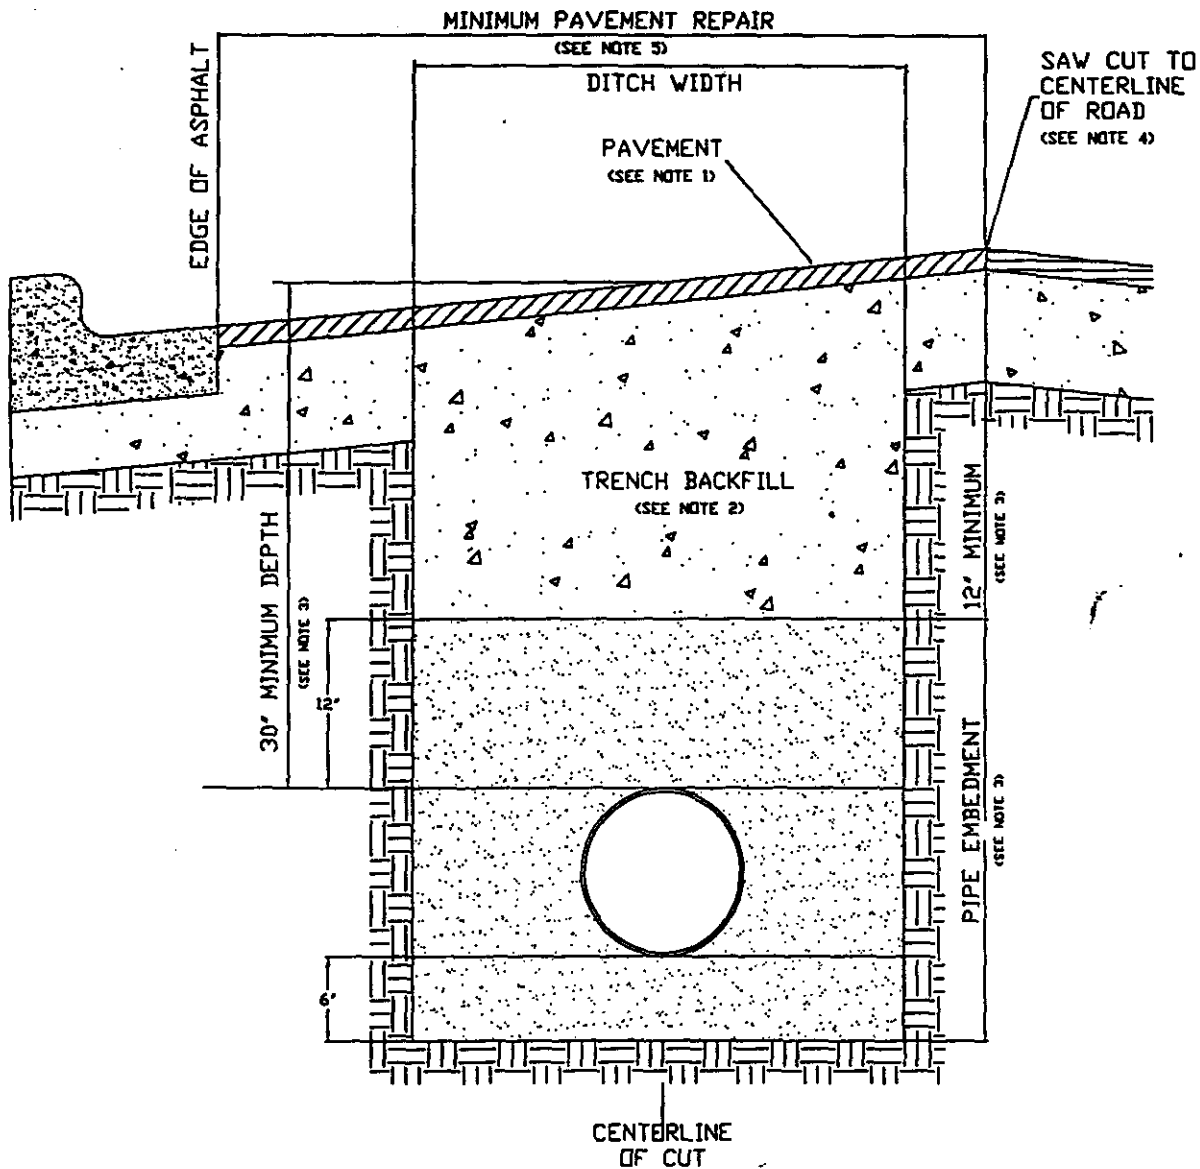 MINIMUM PAVEMENT REPAIR
(SEE NOTE 5)
DITCH WIDTH
EDGE OF ASPHALT
SAW CUT TO
CENTERLINE
OF ROAD
(SEE NOTE 4)
PAVEMENT
(SEE NOTE 1)
TRENCH BACKFILL
(SEE NOTE 2)
30" MINIMUM DEPTH
(SEE NOTE 3)
12"
12" MINIMUM
(SEE NOTE 3)
PIPE EMBEDMENT
(SEE NOTE 3)
6"
CENTERLINE
OF CUT